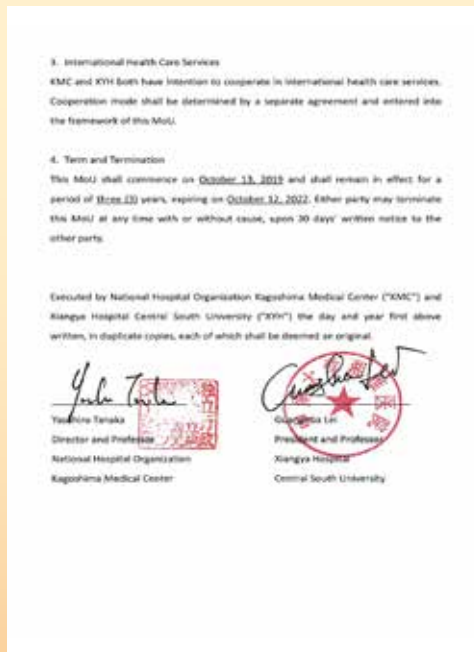 3. International Health Care Services
KMC and XYH both have intention to cooperate in international health care services.
Cooperation mode shall be determined by a separate agreement and entered into
the framework of this MoU.
4. Term and Termination
This MoU shall commence on October 13, 2019 and shall remain in effect for a
period of three (3) years, expiring on October 12, 2022. Either party may terminate
this MoU at any time with or without cause, upon 30 days' written notice to the
other party.
Executed by National Hospital Organization Kagoshima Medical Center ("KMC") and
Xiangya Hospital Central South University ("XYH") the day and year first above
written, in duplicate copies, each of which shall be deemed an original.
Tanaka
Director and Professor
National Hospital Organization
Kagoshima Medical Center
Lei
President and Professor
Xiangya Hospital
Central South University